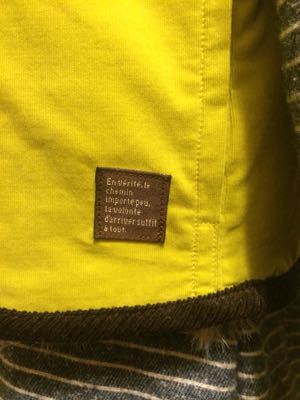 En vérité, le
chemin
importe peu,
la volonté
d'arriver suffit
à tout.